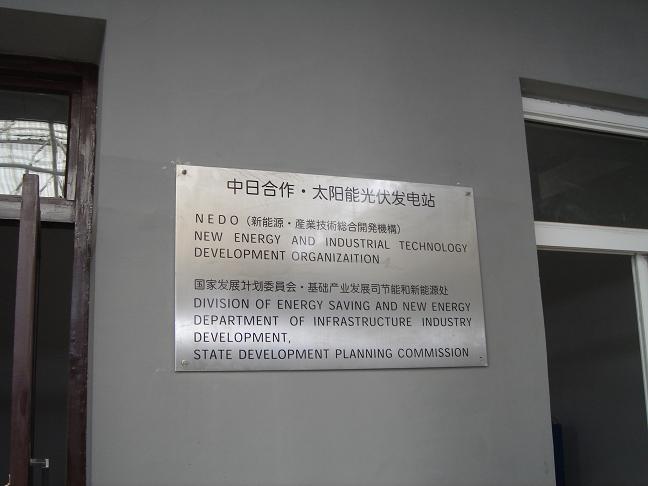 中日合作・太阳能光伏发电站
NEDO（新能源・産業技術総合開発機構）
NEW ENERGY AND INDUSTRIAL TECHNOLOGY
DEVELOPMENT ORGANIZAITION
国家发展计划委員会・基础产业发展司节能和新能源处
DIVISION OF ENERGY SAVING AND NEW ENERGY
DEPARTMENT OF INFRASTRUCTURE INDUSTRY
DEVELOPMENT,
STATE DEVELOPMENT PLANNING COMMISSION